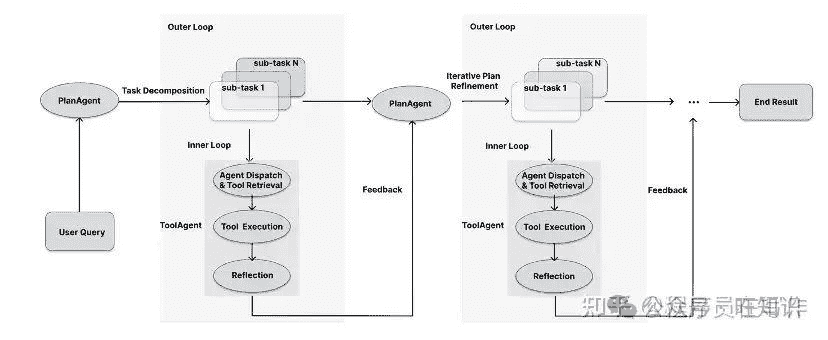 Outer Loop
sub-task N
sub-task 1
PlanAgent
Task Decomposition
Inner Loop
Agent Dispatch
& Tool Retrieval
ToolAgent
Tool Execution
Reflection
User Query
Feedback
PlanAgent
Iterative Plan
Refinement
Outer Loop
sub-task N
sub-task 1
Inner Loop
Agent Dispatch
& Tool Retrieval
ToolAgent
Tool Execution
Reflection
Feedback
...
End Result